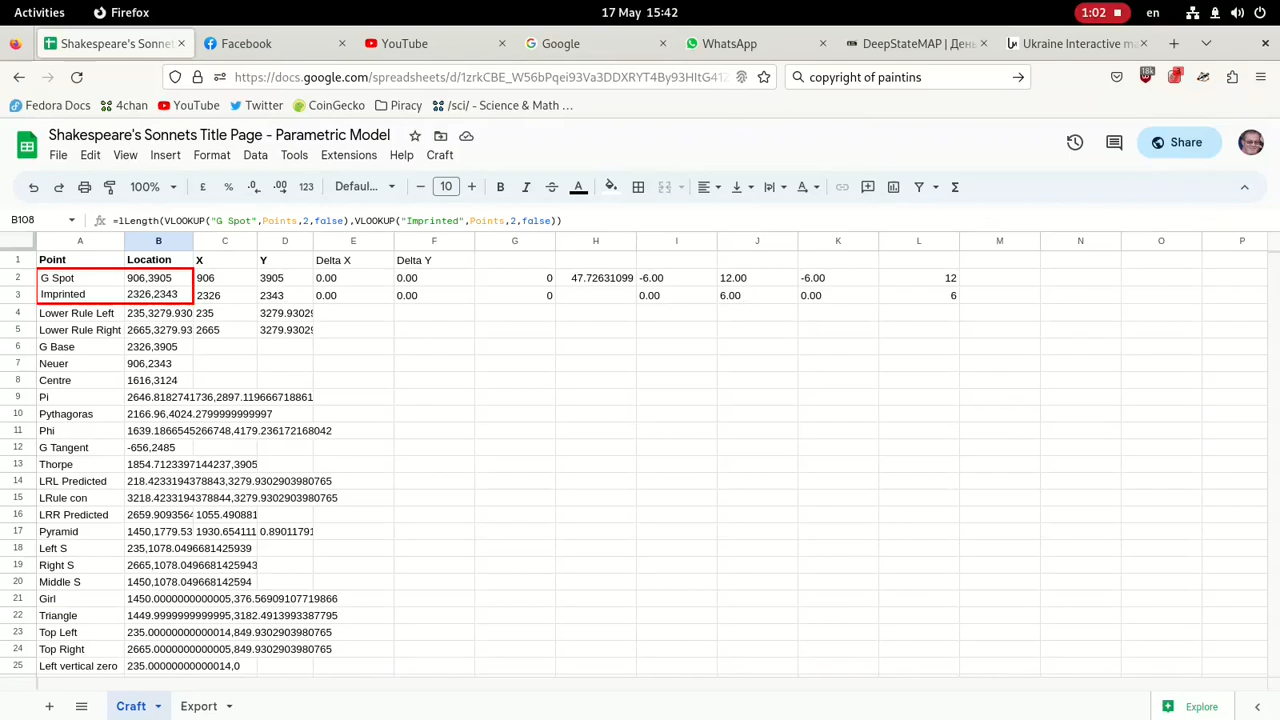 Activities Firefox 17 May 15:42 1:02 en
Shakespeare's Sonnet Facebook YouTube Google WhatsApp DeepStateMAP | День Ukraine Interactive ma
https://docs.google.com/spreadsheets/d/1zrkCBE_W56bPqei93Va3DDXRYT4By93HItG41Z copyright of paintins
Fedora Docs 4chan YouTube Twitter CoinGecko Piracy /sci/ - Science & Math ...
Shakespeare's Sonnets Title Page - Parametric Model
File Edit View Insert Format Data Tools Extensions Help Craft Share
100% £ % .0 .00 123 Defaul... 10 B I A
B108 =lLength(VLOOKUP("G Spot",Points,2,false),VLOOKUP("Imprinted",Points,2,false))
A B C D E F G H I J K L M N O P
1 Point Location X Y Delta X Delta Y
2 G Spot 906,3905 906 3905 0.00 0.00 0 47.72631099 -6.00 12.00 -6.00 12
3 Imprinted 2326,2343 2326 2343 0.00 0.00 0 0.00 6.00 0.00 6
4 Lower Rule Left 235,3279.930 235 3279.9302
5 Lower Rule Right 2665,3279.93 2665 3279.9302
6 G Base 2326,3905
7 Neuer 906,2343
8 Centre 1616,3124
9 Pi 2646.8182741736,2897.119666718861
10 Pythagoras 2166.96,4024.2799999999997
11 Phi 1639.1866545266748,4179.236172168042
12 G Tangent -656,2485
13 Thorpe 1854.7123397144237,3905
14 LRL Predicted 218.4233194378843,3279.9302903980765
15 LRule con 3218.4233194378844,3279.9302903980765
16 LRR Predicted 2659.9093564 1055.490881
17 Pyramid 1450,1779.53 1930.654111 0.89011791
18 Left S 235,1078.0496681425939
19 Right S 2665,1078.0496681425943
20 Middle S 1450,1078.049668142594
21 Girl 1450.0000000000005,376.56909107719866
22 Triangle 1449.9999999999995,3182.4913993387795
23 Top Left 235.00000000000014,849.9302903980765
24 Top Right 2665.0000000000005,849.9302903980765
25 Left vertical zero 235.00000000000014,0
Craft Export Explore